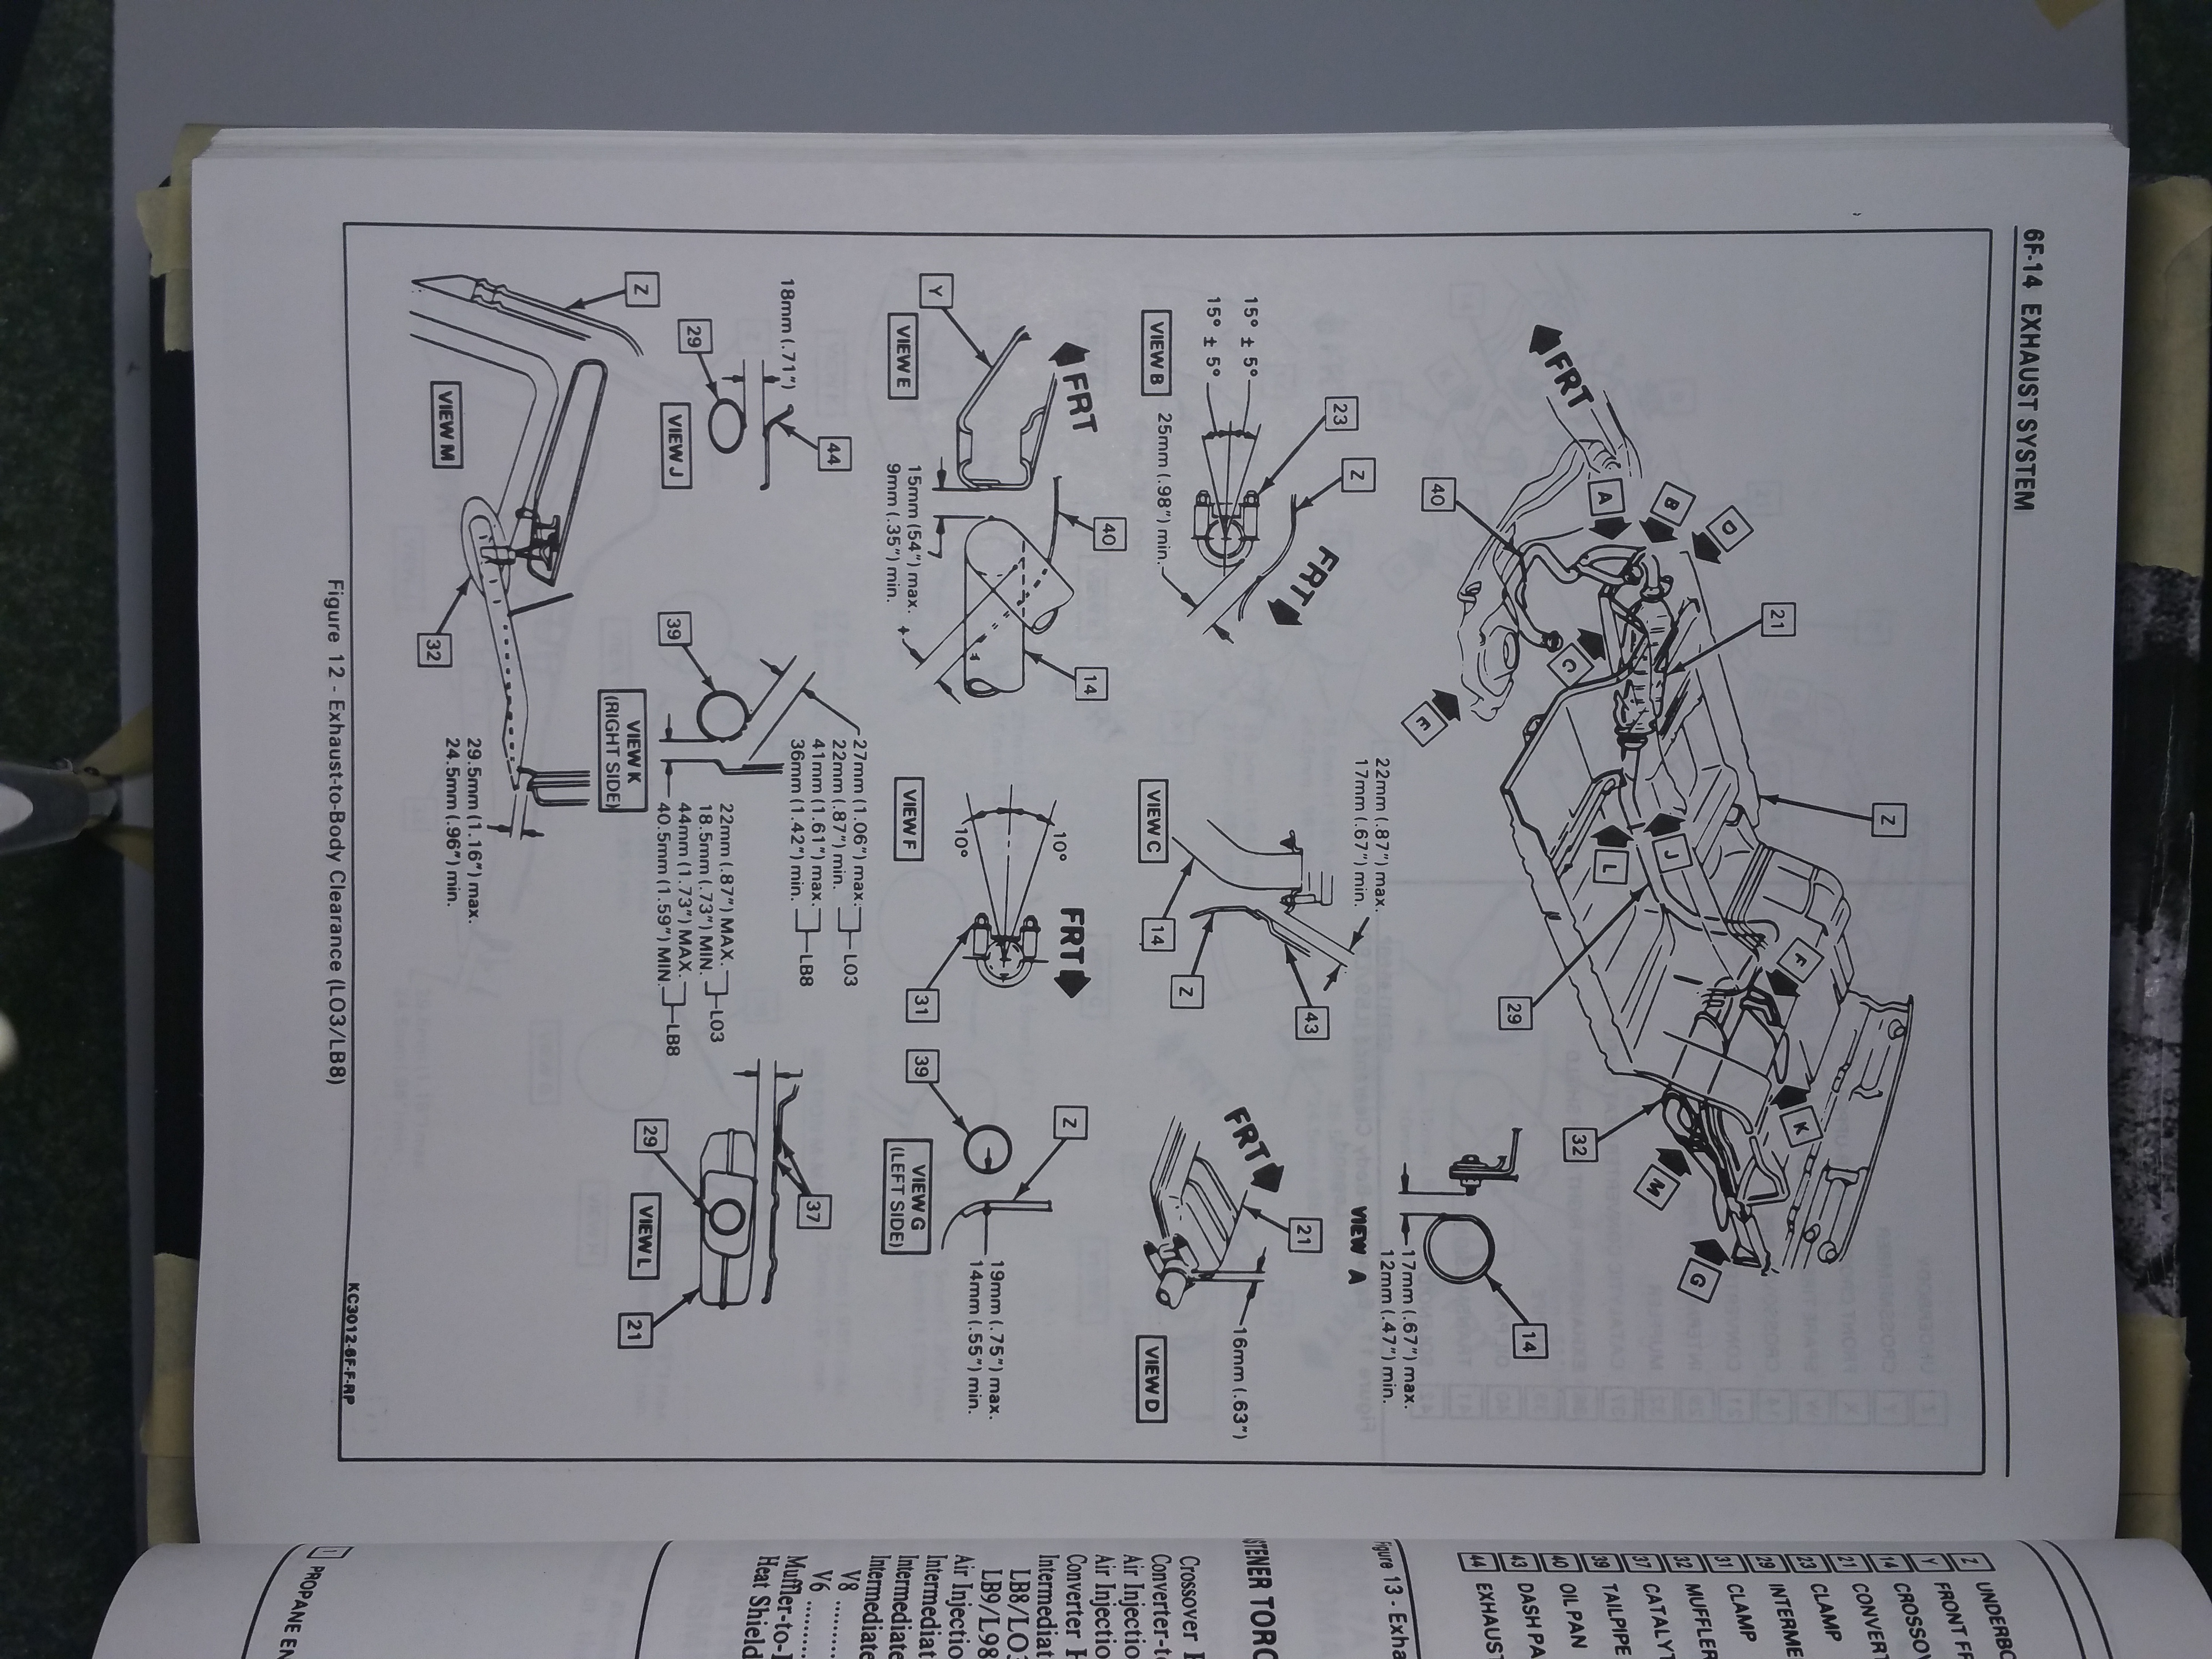 6F-14 EXHAUST SYSTEM
FRT
A
B
D
40
21
C
E
Z
J
L
29
F
K
32
M
G
14
17mm (.67") max.
12mm (.47") min.
VIEW A
15° ± 5°
15° ± 5°
23
Z
FRT
25mm (.98") min.
VIEW B
22mm (.87") max.
17mm (.67") min.
VIEW C
14
Z
43
FRT
21
16mm (.63")
VIEW D
FRT
Y
40
14
VIEW E
15mm (54") max.
9mm (.35") min.
10°
10°
FRT
31
VIEW F
39
Z
VIEW G
(LEFT SIDE)
19mm (.75") max.
14mm (.55") min.
18mm (.71")
44
29
VIEW J
39
27mm (1.06") max.
22mm (.87") min.
LO3
41mm (1.61") max.
36mm (1.42") min.
LB8
22mm (.87") MAX.
18.5mm (.73") MIN.
LO3
44mm (1.73") MAX.
40.5mm (1.59") MIN.
LB8
VIEW K
(RIGHT SIDE)
37
29
VIEW L
21
Z
VIEW M
32
29.5mm (1.16") max.
24.5mm (.96") min.
KC3012-6F-F-RP
Figure 12 - Exhaust-to-Body Clearance (LO3/LB8)
Z UNDERBO
Y FRONT FR
14 CROSSOV
21 CONVERT
23 CLAMP
29 INTERME
31 CLAMP
32 MUFFLER
37 CATALYT
39 TAILPIPE
40 OIL PAN
43 DASH PA
44 EXHAUST
Figure 13 - Exha
STENER TORC
Crossover
Converter-t
Air Injectio
Air Injectio
Converter
Intermediat
LB8/LO3
LB9/L98
Air Injectio
Intermediat
Intermediate
Intermediate
V8
V6
Muffler-to-
Heat Shield
1 PROPANE EN